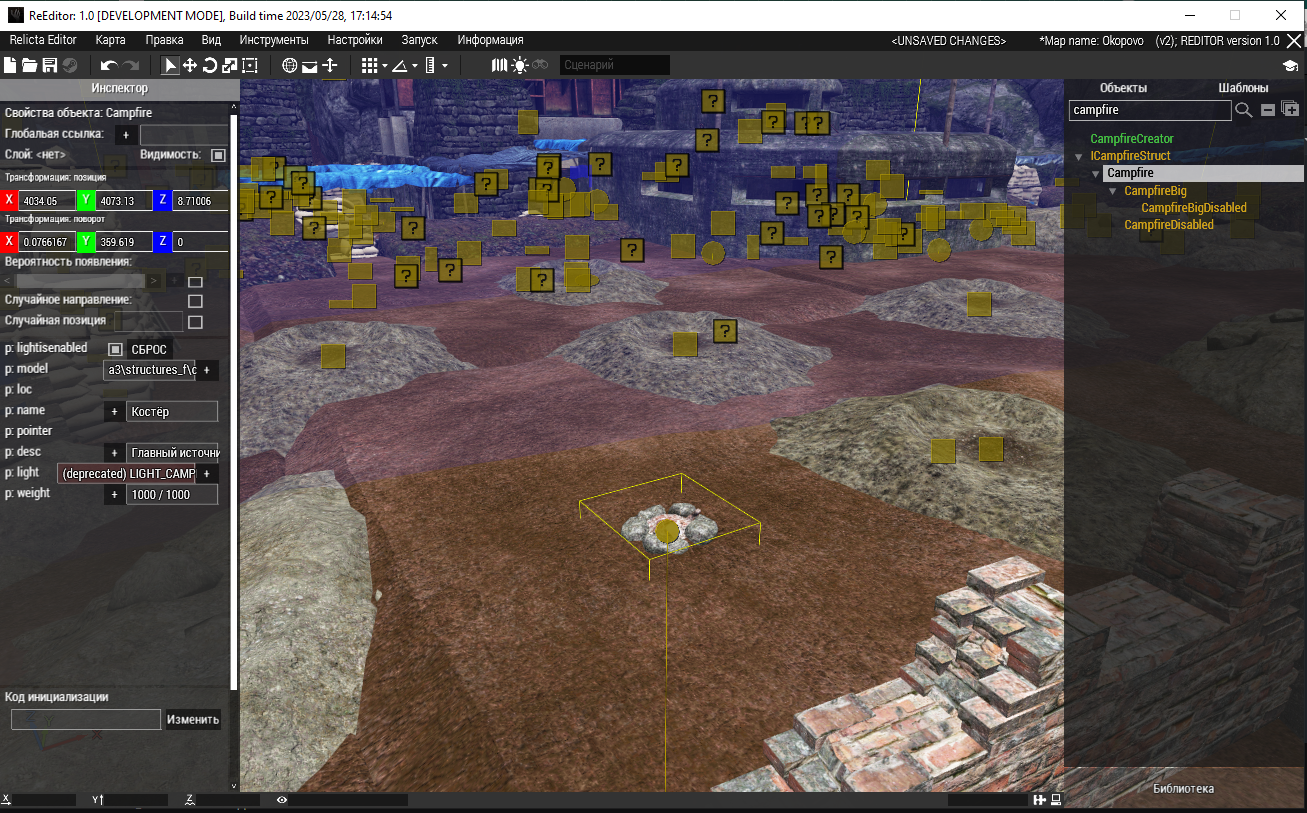 ReEditor: 1.0 [DEVELOPMENT MODE], Build time 2023/05/28, 17:14:54
Relicta Editor Карта Правка Вид Инструменты Настройки Запуск Информация <UNSAVED CHANGES> *Map name: Okopovo (v2); REDITOR version 1.0
Сценарий
Инспектор
Свойства объекта: Campfire
Глобальая ссылка: +
Слой: <нет> Видимость:
Трансформация: позиция
X 4034.05 Y 4073.13 Z 8.71006
Трансформация: поворот
X 0.0766167 Y 359.619 Z 0
Вероятность появления:
< > +
Случайное направление:
Случайная позиция
p: lightisenabled СБРОС
p: model a3\structures_f\c +
p: loc
p: name + Костёр
p: pointer
p: desc + Главный источни
p: light (deprecated) LIGHT_CAMP +
p: weight + 1000 / 1000
Код инициализации
Изменить
X Y Z
Объекты Шаблоны
campfire
CampfireCreator
ICampfireStruct
Campfire
CampfireBig
CampfireBigDisabled
CampfireDisabled
Библиотека